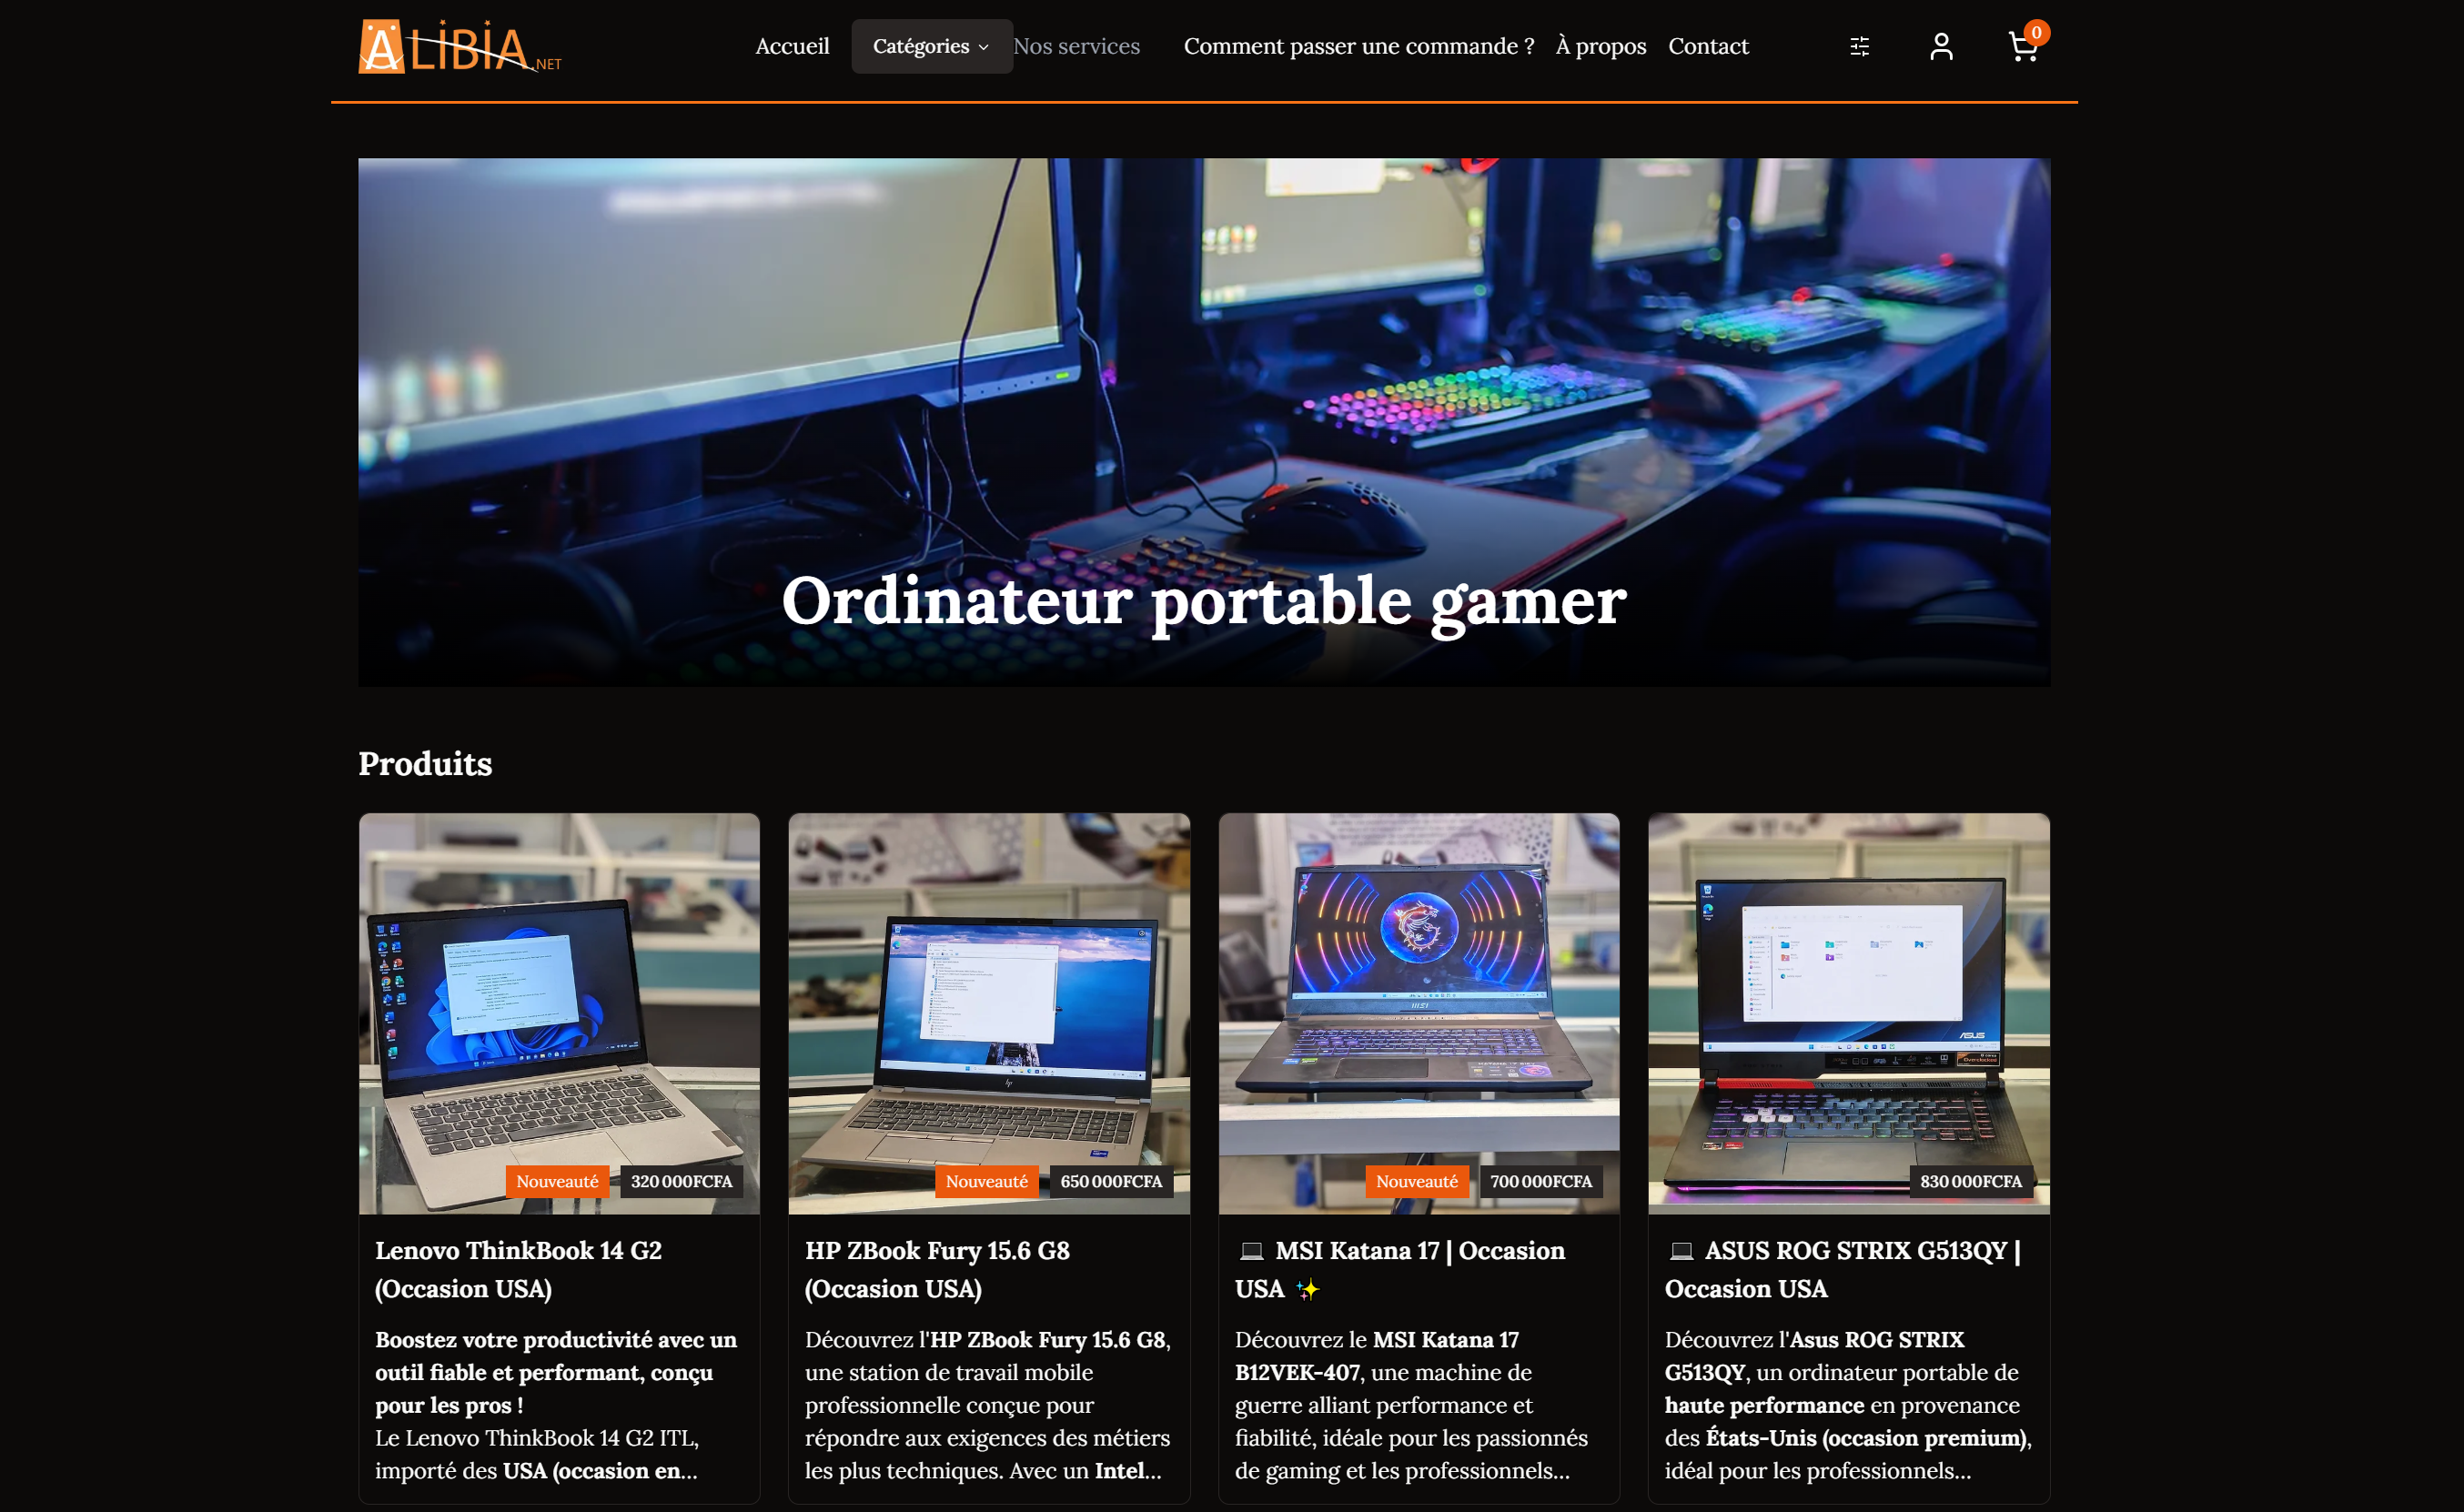 ALIBIA.NET
Accueil
Catégories
Nos services
Comment passer une commande ?
À propos
Contact
0
Ordinateur portable gamer
Produits
Nouveauté
320 000FCFA
Lenovo ThinkBook 14 G2
(Occasion USA)
Boostez votre productivité avec un
outil fiable et performant, conçu
pour les pros !
Le Lenovo ThinkBook 14 G2 ITL,
importé des USA (occasion en...
Nouveauté
650 000FCFA
HP ZBook Fury 15.6 G8
(Occasion USA)
Découvrez l'HP ZBook Fury 15.6 G8,
une station de travail mobile
professionnelle conçue pour
répondre aux exigences des métiers
les plus techniques. Avec un Intel...
msi
Nouveauté
700 000FCFA
💻 MSI Katana 17 | Occasion
USA ✨
Découvrez le MSI Katana 17
B12VEK-407, une machine de
guerre alliant performance et
fiabilité, idéale pour les passionnés
de gaming et les professionnels...
ASUS
830 000FCFA
💻 ASUS ROG STRIX G513QY |
Occasion USA
Découvrez l'Asus ROG STRIX
G513QY, un ordinateur portable de
haute performance en provenance
des États-Unis (occasion premium),
idéal pour les professionnels...